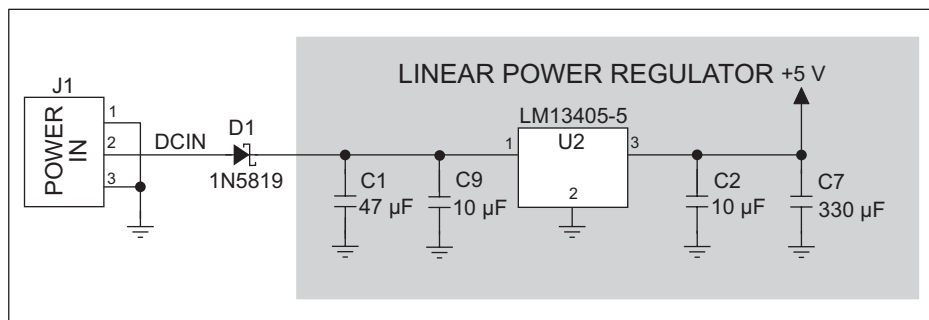 LINEAR POWER REGULATOR
+5 V
J1
POWER
IN
1
2
3
DCIN
D1
1N5819
C1
47 µF
C9
10 µF
LM13405-5
U2
1
2
3
C2
10 µF
C7
330 µF